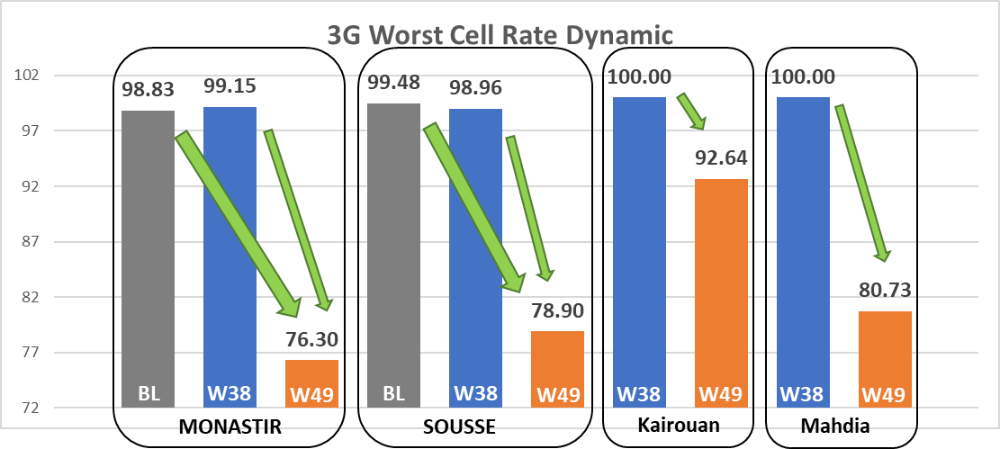 3G Worst Cell Rate Dynamic
102
97
92
87
82
77
72
98.83
99.15
76.30
BL
W38
W49
MONASTIR
99.48
98.96
78.90
BL
W38
W49
SOUSSE
100.00
92.64
W38
W49
Kairouan
100.00
80.73
W38
W49
Mahdia